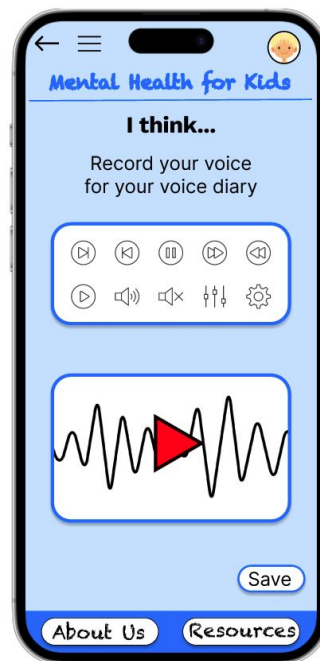 Mental Health for Kids
I think...
Record your voice
for your voice diary
Save
About Us
Resources